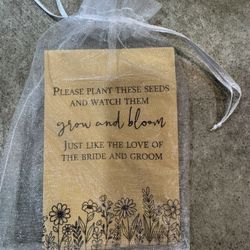 Please plant these seeds
and watch them
grow and bloom
Just like the love of
the bride and groom